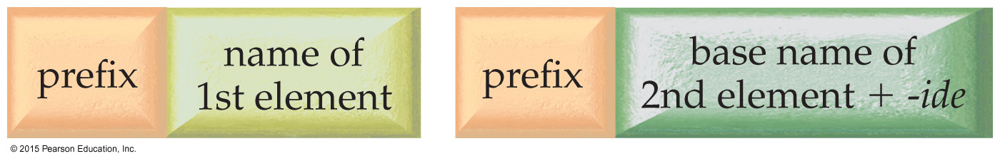 prefix
name of
1st element
prefix
base name of
2nd element + -ide
© 2015 Pearson Education, Inc.